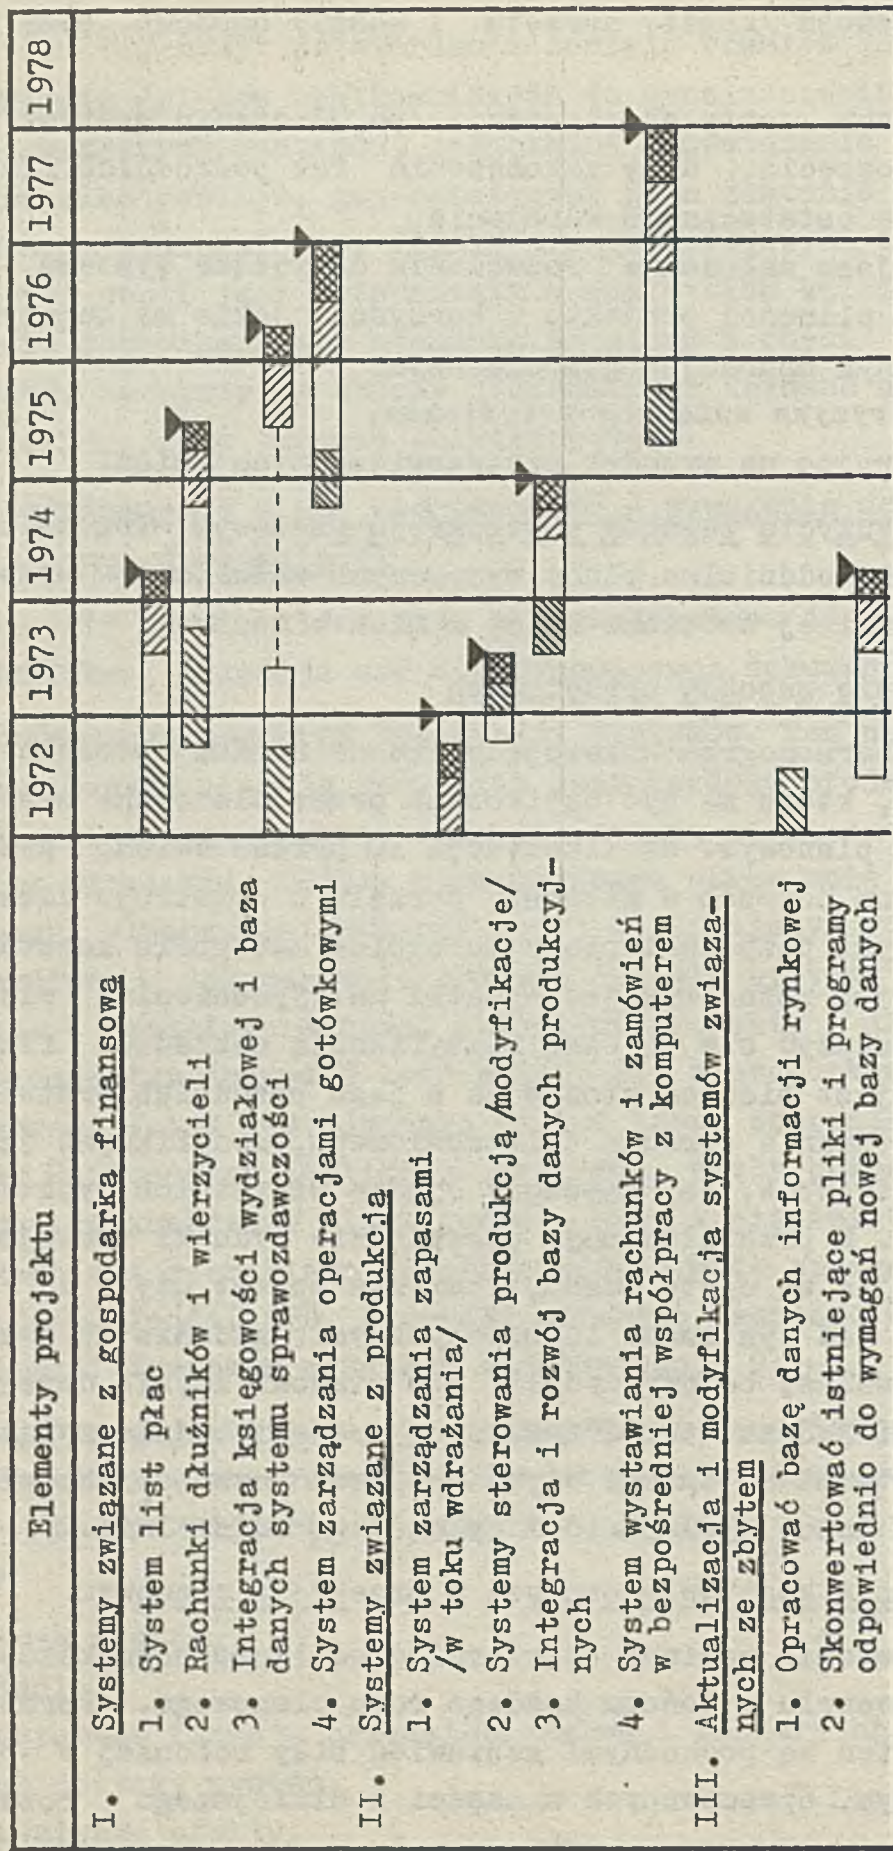 Elementy projektu 1972 1973 1974 1975 1976 1977 1978
I. Systemy związane z gospodarką finansową
1. System list płac
2. Rachunki dłużników i wierzycieli
3. Integracja księgowości wydziałowej i baza
danych systemu sprawozdawczości
4. System zarządzania operacjami gotówkowymi
II. Systemy związane z produkcją
1. System zarządzania zapasami
/w toku wdrażania/
2. Systemy sterowania produkcją/modyfikacje/
3. Integracja i rozwój bazy danych produkcyj-
nych
4. System wystawiania rachunków i zamówień
w bezpośredniej współpracy z komputerem
III. Aktualizacja i modyfikacja systemów związa-
nych ze zbytem
1. Opracować bazę danych informacji rynkowej
2. Skonwertować istniejące pliki i programy
odpowiednio do wymagań nowej bazy danych